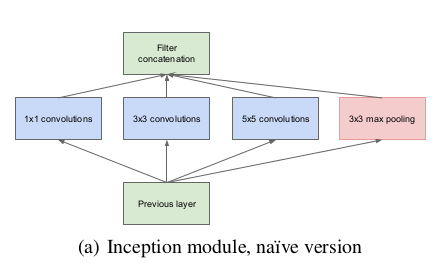 Filter
concatenation
1x1 convolutions
3x3 convolutions
5x5 convolutions
3x3 max pooling
Previous layer
(a) Inception module, naïve version